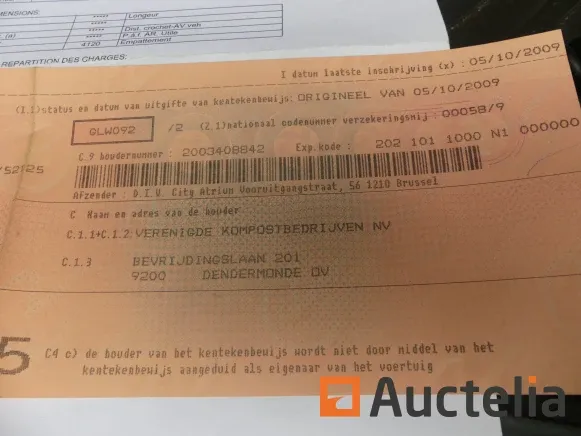 MENSIONS:
***** Longeur
***** Dist. crochet-AV veh
(a) ***** P.d.f. AR. Utile
4120 Empattement
REPARTITION DES CHARGES:
I datum laatste inschrijving (x) : 05/10/2009
(I.1)status en datum van uitgifte van kentekenbewijs: ORIGINEEL VAN 05/10/2009
GLW092 /2 (Z.1)nationaal codenummer verzekeringsnij : 00058/9
C.9 houdernummer : 2003408842 Exp.kode : 202 101 1000 N1 000000
/52125
Afzender : D.I.V. City Atrium Vooruitgangstraat, 56 1210 Brussel
C Naam en adres van de houder
C.1.1+C.1.2 VERENIGDE KOMPOSTBEDRIJVEN NV
C.1.3 BEVRIJDINGSLAAN 201
9200 DENDERMONDE OV
5 C4 c) de houder van het kentekenbewijs wordt niet door middel van het
kentekenbewijs aangeduid als eigenaar van het voertuig
Auctelia